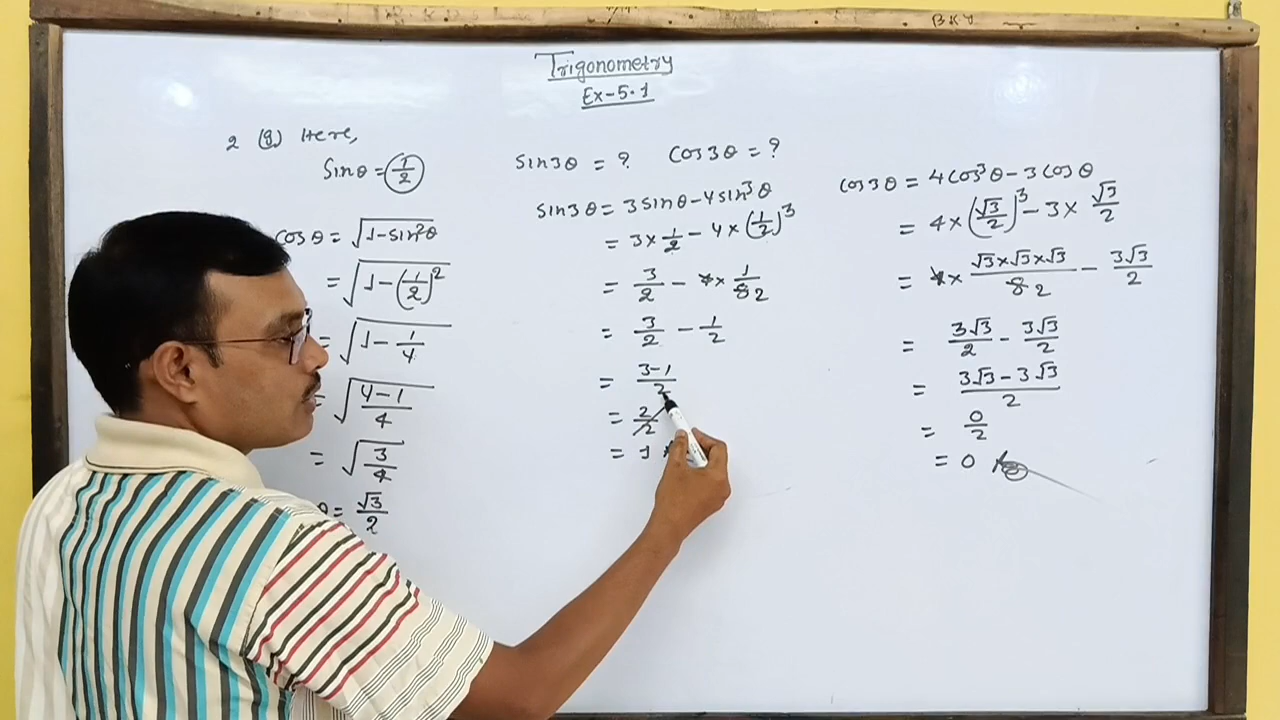 BKY
Trigonometry
Ex-5.1
2 (g) Here,
Sinθ = 1/2
cosθ = √(1-sin²θ)
= √(1-(1/2)²)
= √(1-1/4)
= √((4-1)/4)
= √(3/4)
θ = √3/2
Sin3θ = ? Cos3θ = ?
Sin3θ = 3sinθ-4sin³θ
= 3×1/2 - 4×(1/2)³
= 3/2 - 4×1/8 2
= 3/2 - 1/2
= (3-1)/2
= 2/2
= 1
cos3θ = 4cos³θ-3cosθ
= 4×(√3/2)³ - 3×√3/2
= 4×(√3×√3×√3)/8 2 - 3√3/2
= 3√3/2 - 3√3/2
= (3√3-3√3)/2
= 0/2
= 0